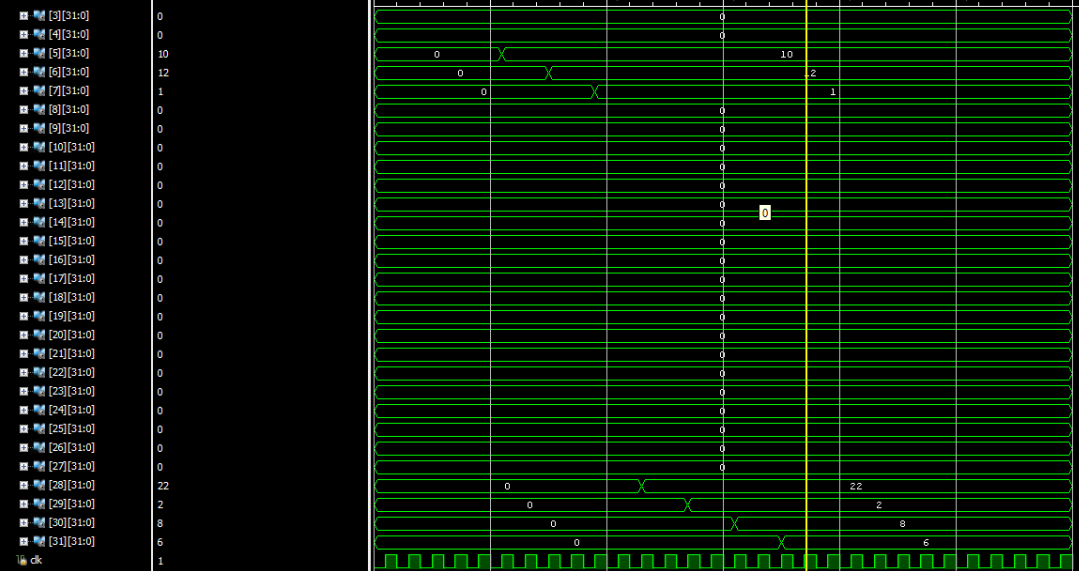 [3][31:0] 0 0
[4][31:0] 0 0
[5][31:0] 10 0 10
[6][31:0] 12 0 12
[7][31:0] 1 0 1
[8][31:0] 0 0
[9][31:0] 0 0
[10][31:0] 0 0
[11][31:0] 0 0
[12][31:0] 0 0
[13][31:0] 0 0 0
[14][31:0] 0 0
[15][31:0] 0 0
[16][31:0] 0 0
[17][31:0] 0 0
[18][31:0] 0 0
[19][31:0] 0 0
[20][31:0] 0 0
[21][31:0] 0 0
[22][31:0] 0 0
[23][31:0] 0 0
[24][31:0] 0 0
[25][31:0] 0 0
[26][31:0] 0 0
[27][31:0] 0 0
[28][31:0] 22 0 22
[29][31:0] 2 0 2
[30][31:0] 8 0 8
[31][31:0] 6 0 6
clk 1